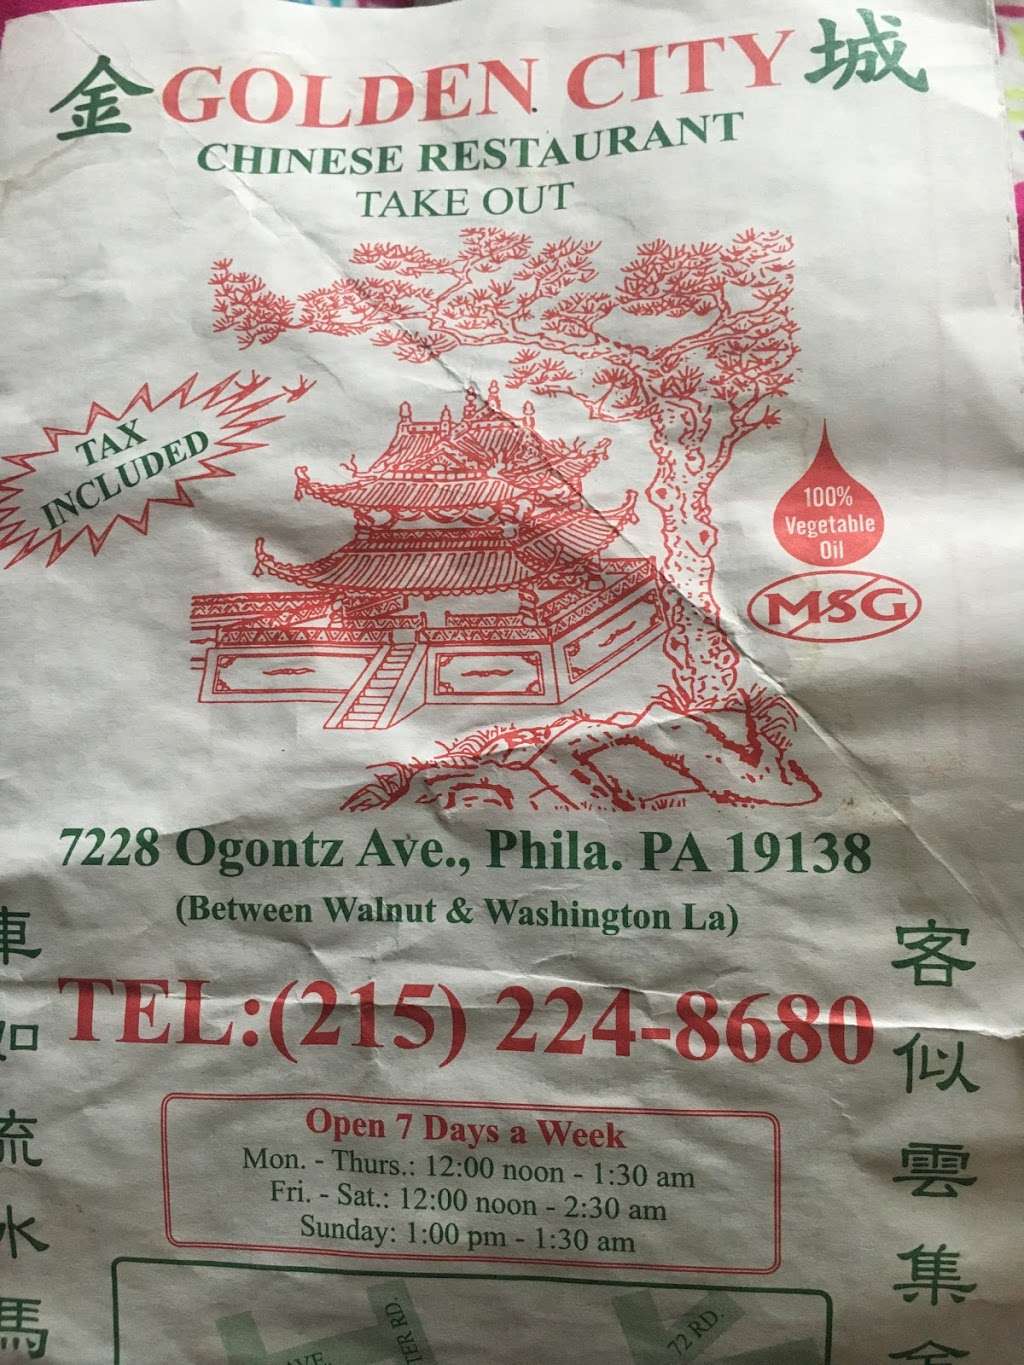 金 GOLDEN CITY 城
CHINESE RESTAURANT
TAKE OUT
TAX
INCLUDED
100%
Vegetable
Oil
MSG
7228 Ogontz Ave., Phila. PA 19138
(Between Walnut & Washington La)
TEL:(215) 224-8680
車如流水馬
客似雲集
Open 7 Days a Week
Mon. - Thurs.: 12:00 noon - 1:30 am
Fri. - Sat.: 12:00 noon - 2:30 am
Sunday: 1:00 pm - 1:30 am
RD.
72 RD.
AVE.